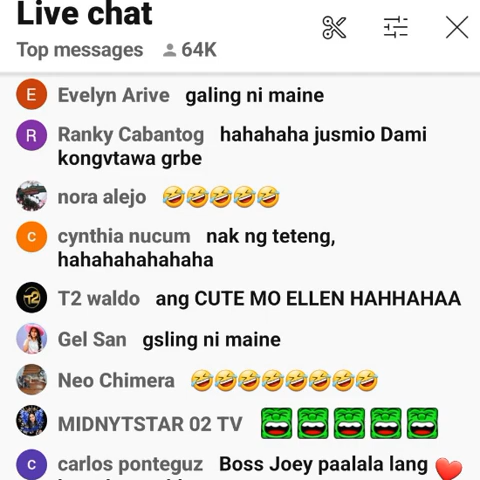 Live chat
Top messages 64K
E Evelyn Arive galing ni maine
R Ranky Cabantog hahahaha jusmio Dami
kongvtawa grbe
nora alejo 🤣🤣🤣🤣🤣
c cynthia nucum nak ng teteng,
hahahahahahaha
T2 T2 waldo ang CUTE MO ELLEN HAHHAHAA
Gel San gsling ni maine
Neo Chimera 🤣🤣🤣🤣🤣🤣🤣🤣
MIDNYTSTAR 02 TV
c carlos ponteguz Boss Joey paalala lang ❤️